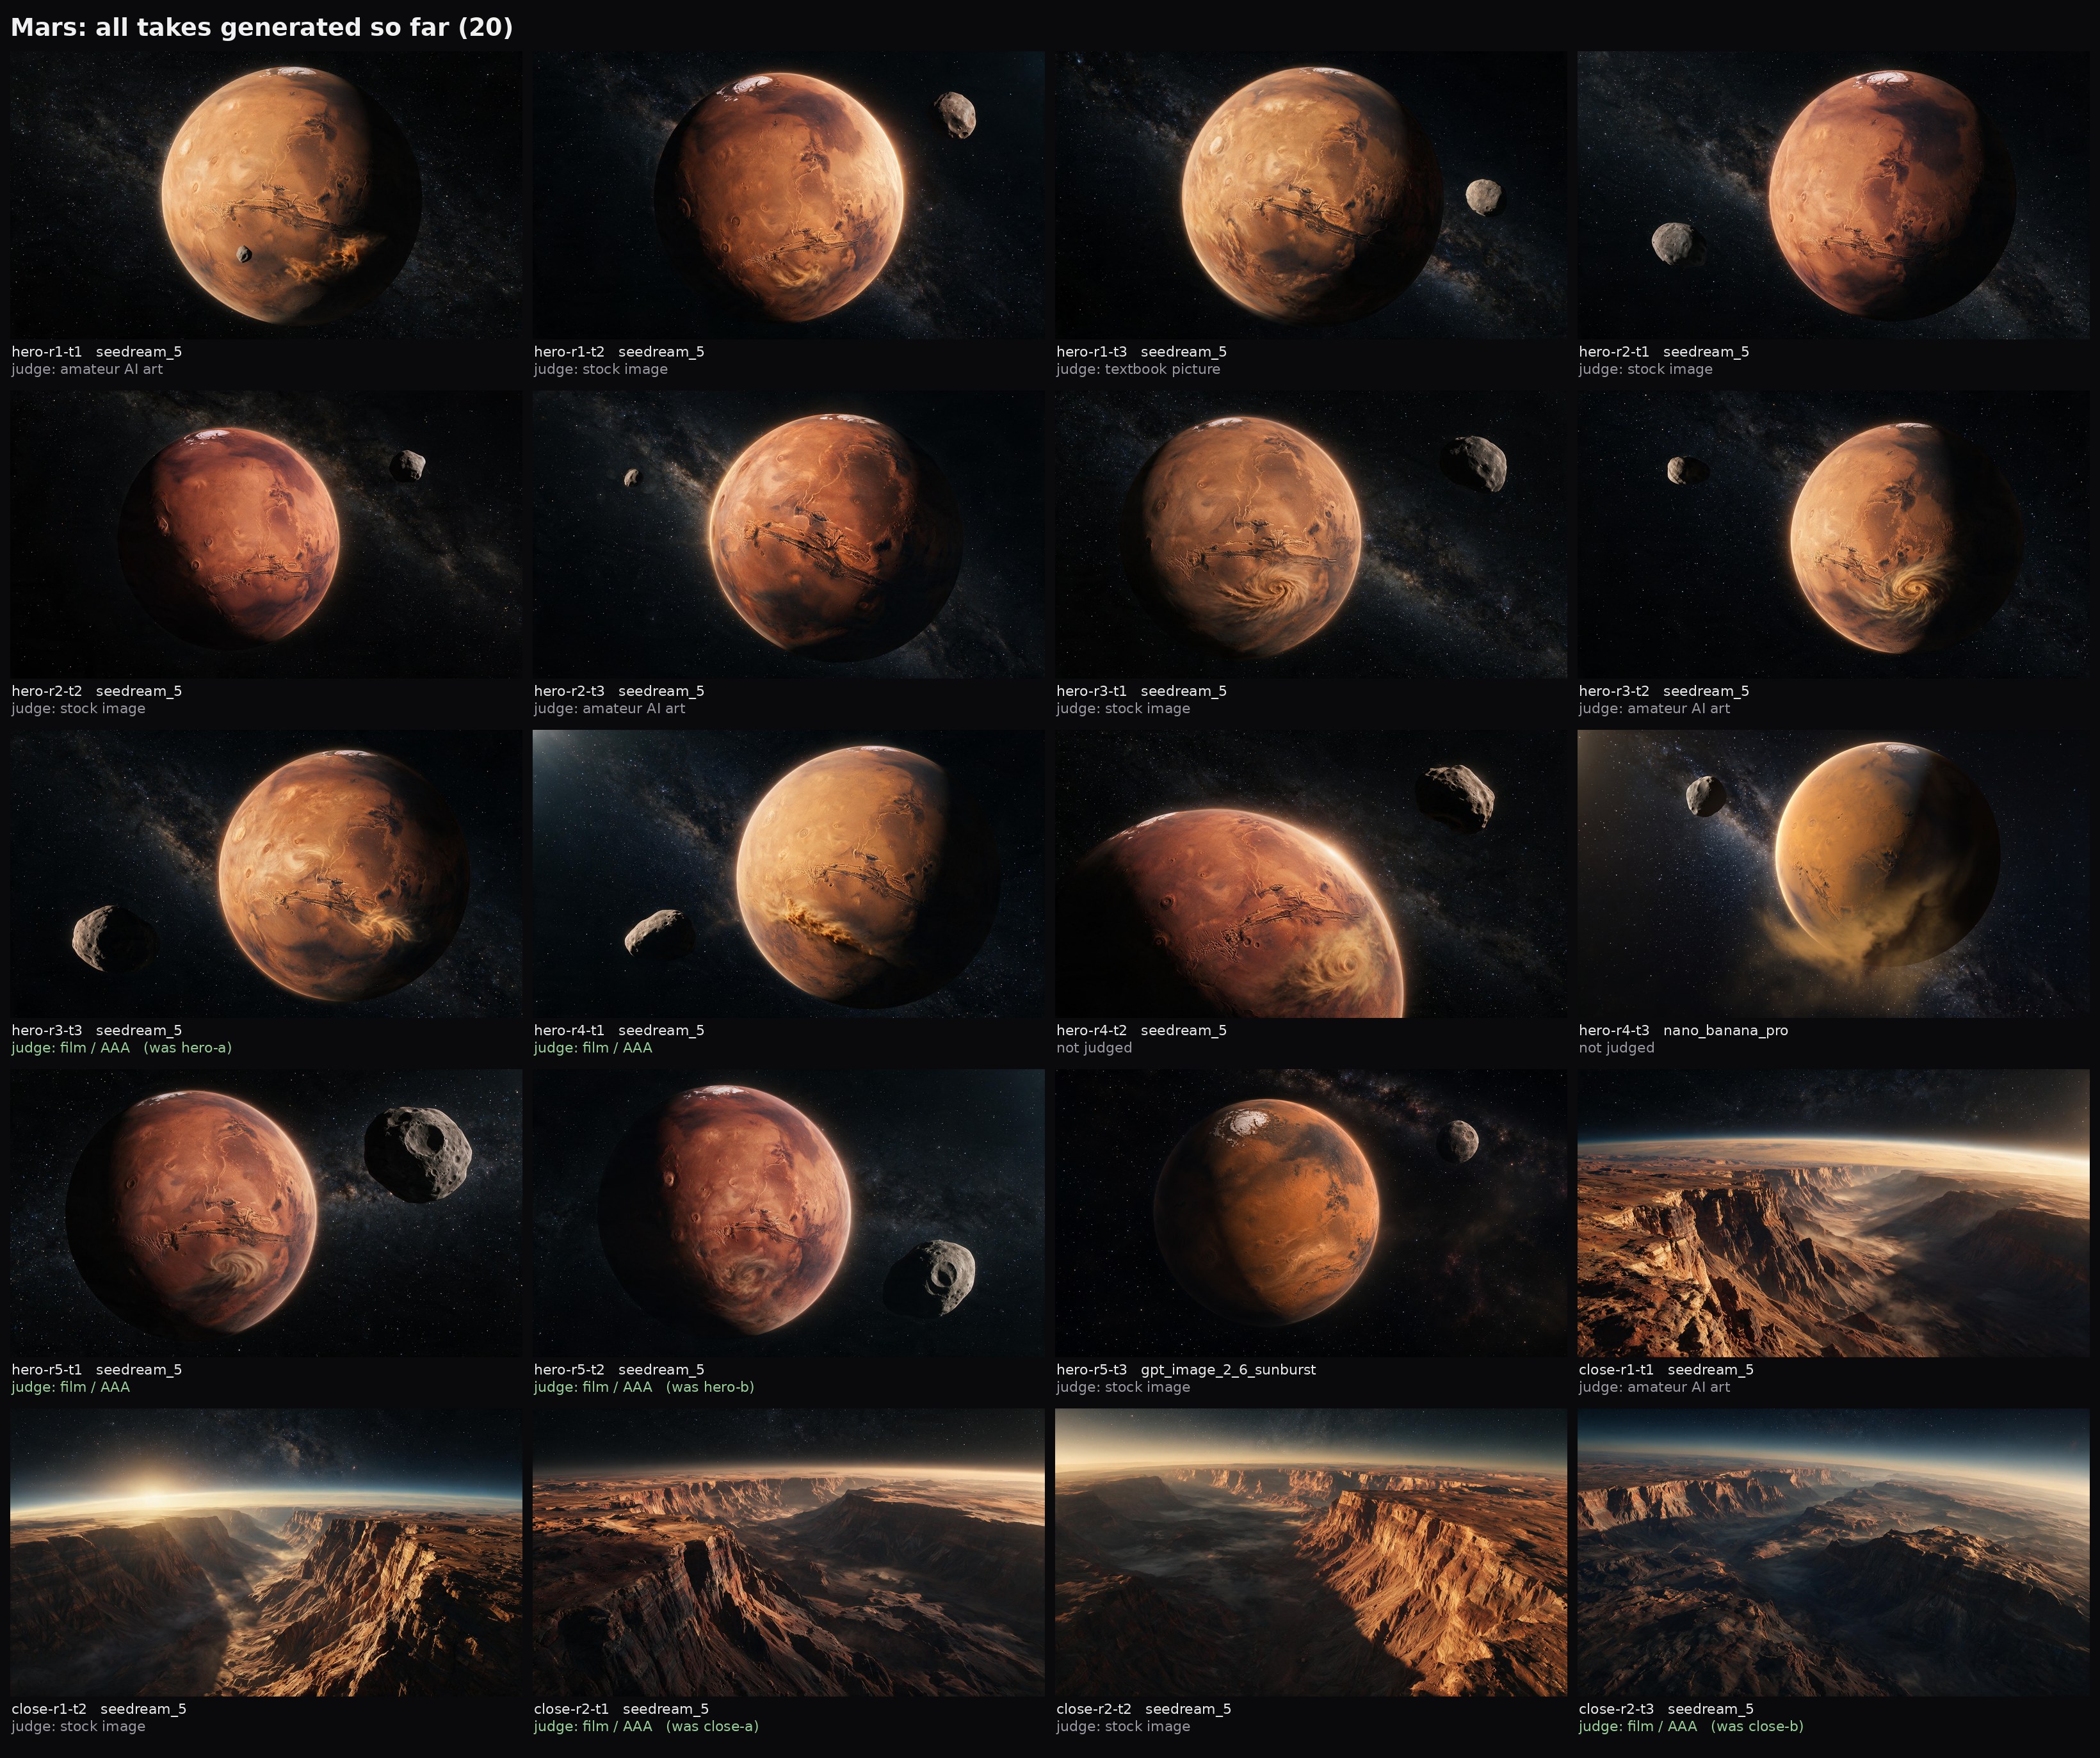 Mars: all takes generated so far (20)
hero-r1-t1 seedream_5
judge: amateur AI art
hero-r1-t2 seedream_5
judge: stock image
hero-r1-t3 seedream_5
judge: textbook picture
hero-r2-t1 seedream_5
judge: stock image
hero-r2-t2 seedream_5
judge: stock image
hero-r2-t3 seedream_5
judge: amateur AI art
hero-r3-t1 seedream_5
judge: stock image
hero-r3-t2 seedream_5
judge: amateur AI art
hero-r3-t3 seedream_5
judge: film / AAA (was hero-a)
hero-r4-t1 seedream_5
judge: film / AAA
hero-r4-t2 seedream_5
not judged
hero-r4-t3 nano_banana_pro
not judged
hero-r5-t1 seedream_5
judge: film / AAA
hero-r5-t2 seedream_5
judge: film / AAA (was hero-b)
hero-r5-t3 gpt_image_2_6_sunburst
judge: stock image
close-r1-t1 seedream_5
judge: amateur AI art
close-r1-t2 seedream_5
judge: stock image
close-r2-t1 seedream_5
judge: film / AAA (was close-a)
close-r2-t2 seedream_5
judge: stock image
close-r2-t3 seedream_5
judge: film / AAA (was close-b)